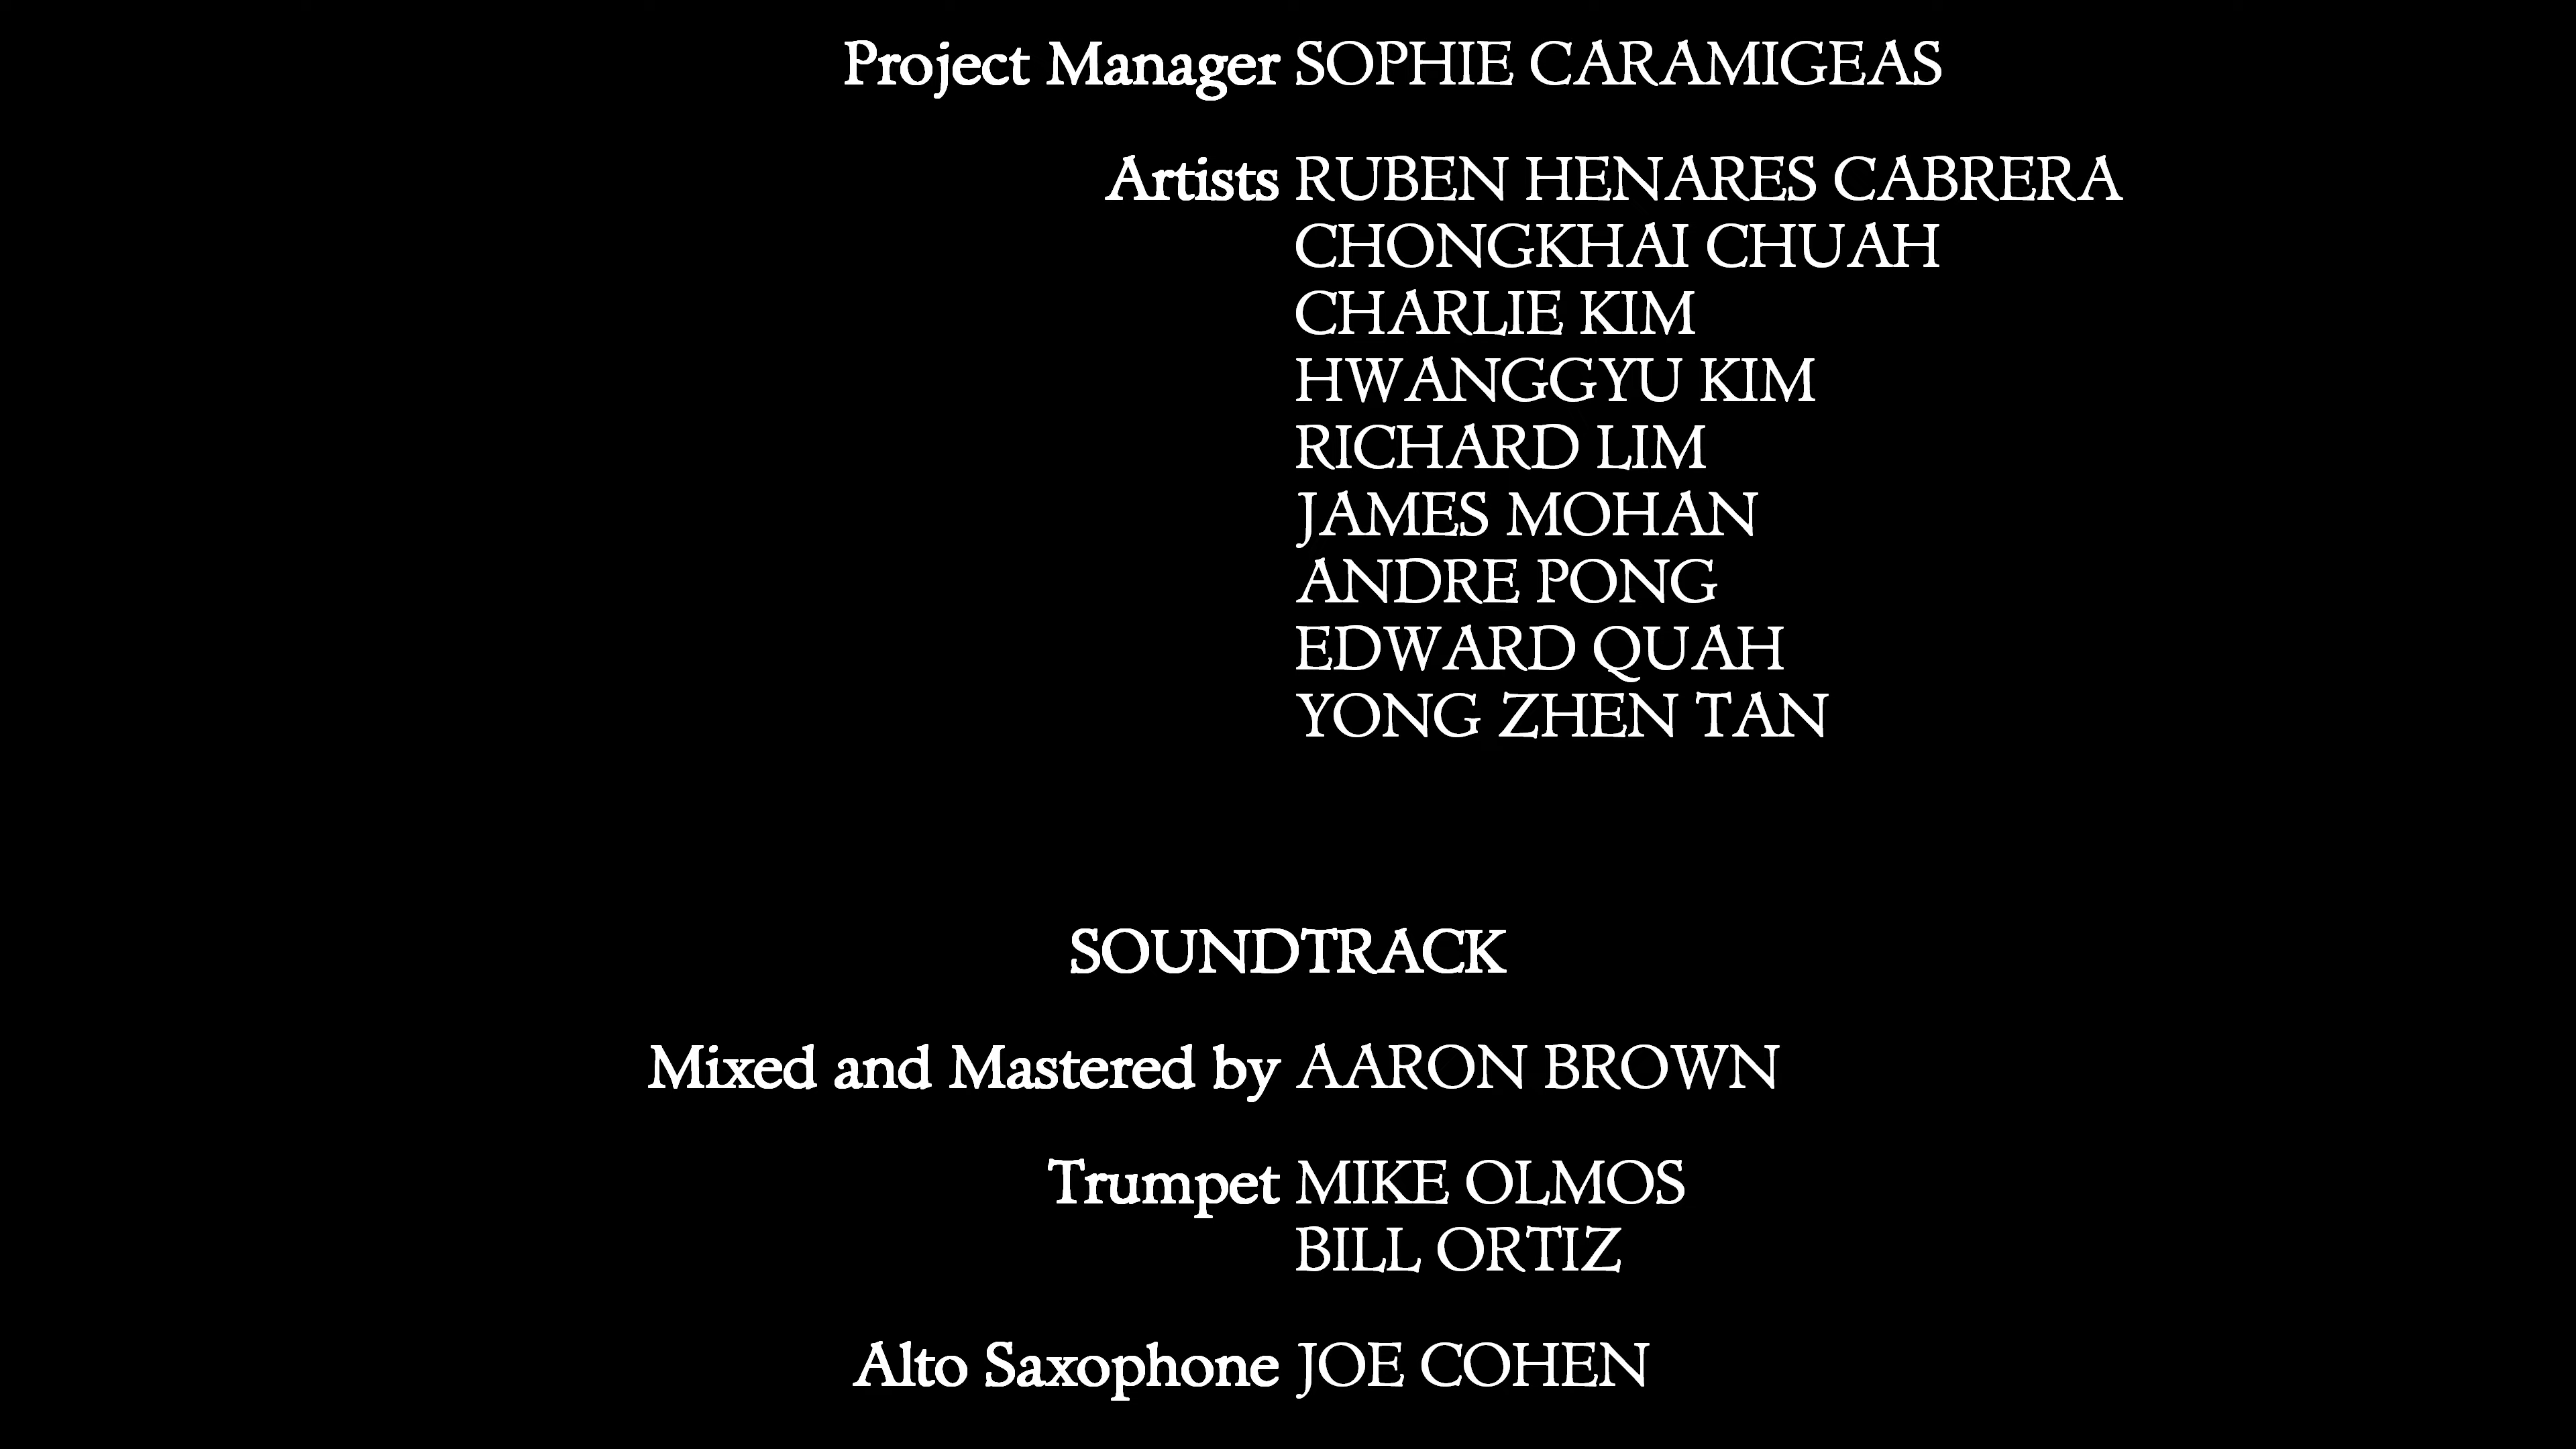 Project Manager SOPHIE CARAMIGEAS
Artists RUBEN HENARES CABRERA
CHONGKHAI CHUAH
CHARLIE KIM
HWANGGYU KIM
RICHARD LIM
JAMES MOHAN
ANDRE PONG
EDWARD QUAH
YONG ZHEN TAN
SOUNDTRACK
Mixed and Mastered by AARON BROWN
Trumpet MIKE OLMOS
BILL ORTIZ
Alto Saxophone JOE COHEN